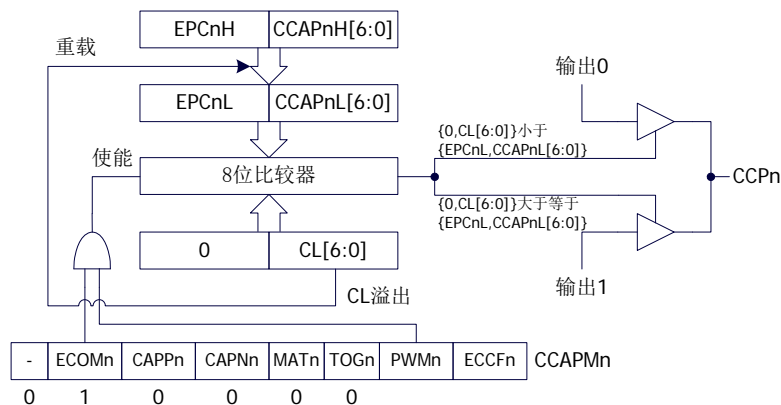 EPCnH CCAPnH[6:0]
重载
EPCnL CCAPnL[6:0]
使能
8位比较器
0 CL[6:0]
CL溢出
输出0
{0,CL[6:0]}小于
{EPCnL,CCAPnL[6:0]}
CCPn
{0,CL[6:0]}大于等于
{EPCnL,CCAPnL[6:0]}
输出1
- ECOMn CAPPn CAPNn MATn TOGn PWMn ECCFn CCAPMn
0 1 0 0 0 0